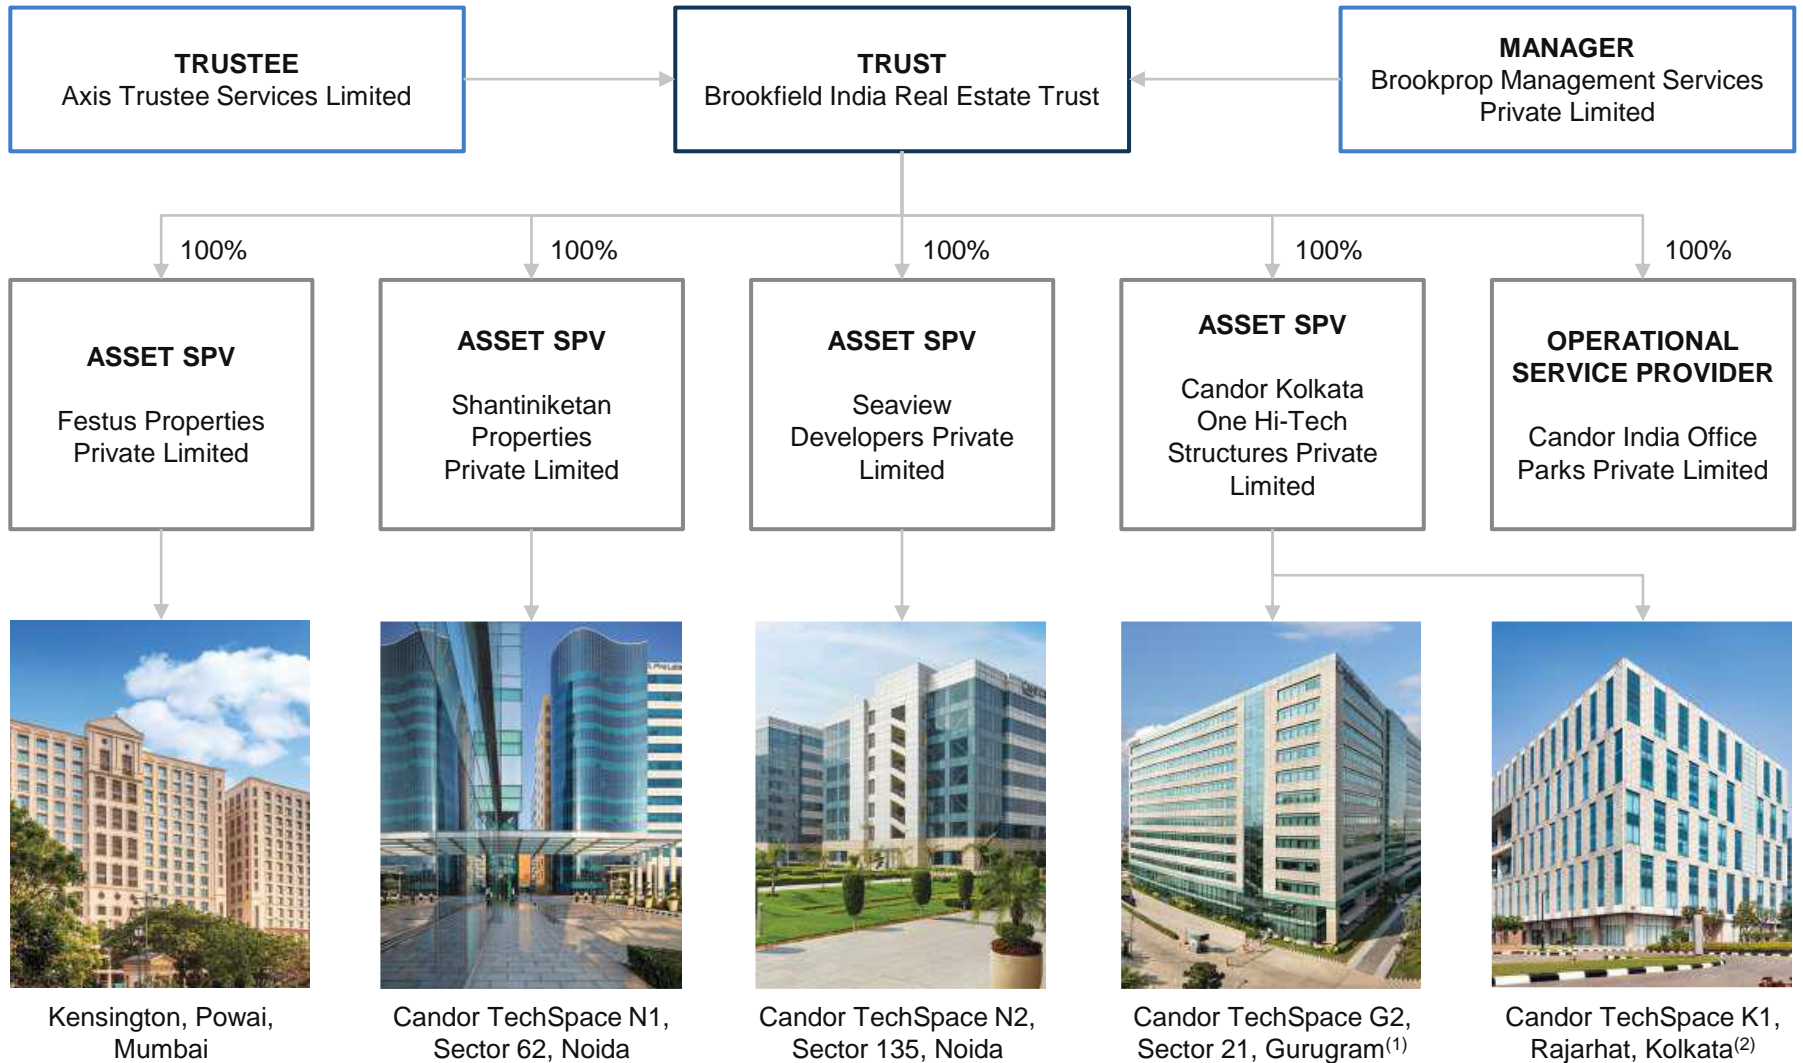 TRUSTEE
Axis Trustee Services Limited
TRUST
Brookfield India Real Estate Trust
MANAGER
Brookprop Management Services
Private Limited
100%
100%
100%
100%
100%
ASSET SPV
Festus Properties
Private Limited
ASSET SPV
Shantiniketan
Properties
Private Limited
ASSET SPV
Seaview
Developers Private
Limited
ASSET SPV
Candor Kolkata
One Hi-Tech
Structures Private
Limited
OPERATIONAL
SERVICE PROVIDER
Candor India Office
Parks Private Limited
Kensington, Powai,
Mumbai
Candor TechSpace N1,
Sector 62, Noida
Candor TechSpace N2,
Sector 135, Noida
Candor TechSpace G2,
Sector 21, Gurugram(1)
Candor TechSpace K1,
Rajarhat, Kolkata(2)